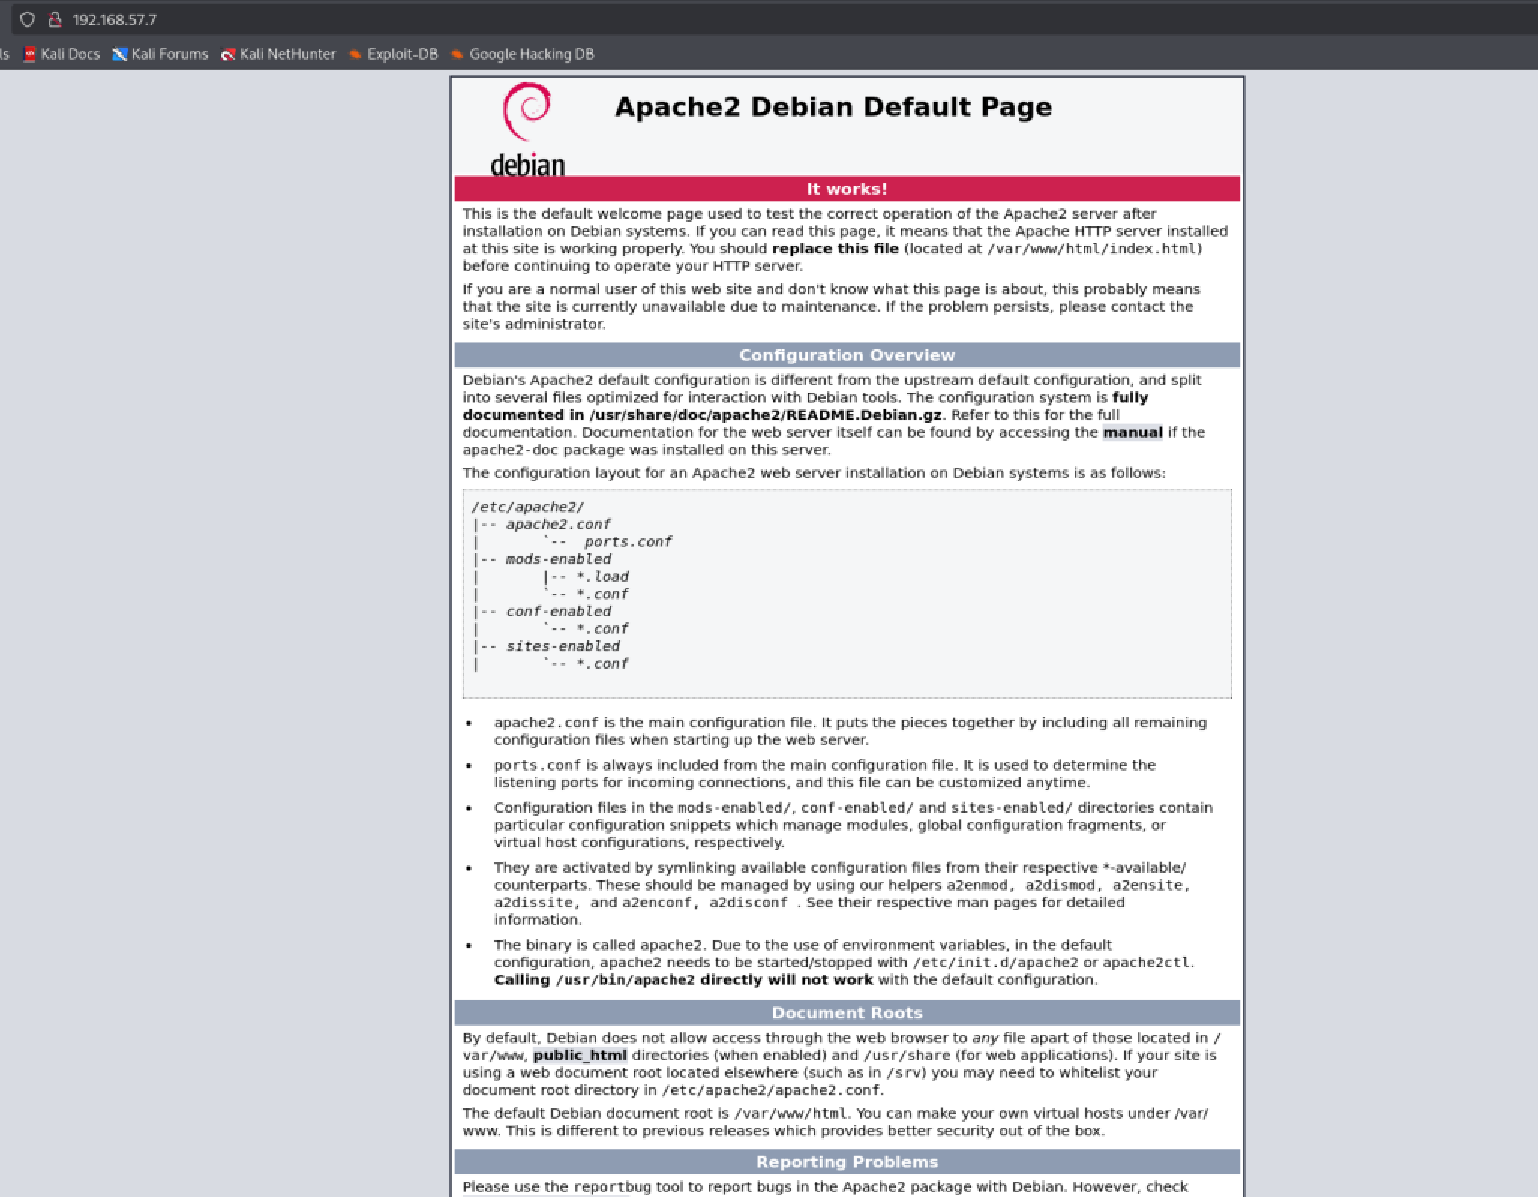 192.168.57.7
ls Kali Docs Kali Forums Kali NetHunter Exploit-DB Google Hacking DB
debian
Apache2 Debian Default Page
It works!
This is the default welcome page used to test the correct operation of the Apache2 server after
installation on Debian systems. If you can read this page, it means that the Apache HTTP server installed
at this site is working properly. You should replace this file (located at /var/www/html/index.html)
before continuing to operate your HTTP server.
If you are a normal user of this web site and don't know what this page is about, this probably means
that the site is currently unavailable due to maintenance. If the problem persists, please contact the
site's administrator.
Configuration Overview
Debian's Apache2 default configuration is different from the upstream default configuration, and split
into several files optimized for interaction with Debian tools. The configuration system is fully
documented in /usr/share/doc/apache2/README.Debian.gz. Refer to this for the full
documentation. Documentation for the web server itself can be found by accessing the manual if the
apache2-doc package was installed on this server.
The configuration layout for an Apache2 web server installation on Debian systems is as follows:
/etc/apache2/
|-- apache2.conf
|       `--  ports.conf
|-- mods-enabled
|       |-- *.load
|       `-- *.conf
|-- conf-enabled
|       `-- *.conf
|-- sites-enabled
|       `-- *.conf
• apache2.conf is the main configuration file. It puts the pieces together by including all remaining
configuration files when starting up the web server.
• ports.conf is always included from the main configuration file. It is used to determine the
listening ports for incoming connections, and this file can be customized anytime.
• Configuration files in the mods-enabled/, conf-enabled/ and sites-enabled/ directories contain
particular configuration snippets which manage modules, global configuration fragments, or
virtual host configurations, respectively.
• They are activated by symlinking available configuration files from their respective *-available/
counterparts. These should be managed by using our helpers a2enmod, a2dismod, a2ensite,
a2dissite, and a2enconf, a2disconf . See their respective man pages for detailed
information.
• The binary is called apache2. Due to the use of environment variables, in the default
configuration, apache2 needs to be started/stopped with /etc/init.d/apache2 or apache2ctl.
Calling /usr/bin/apache2 directly will not work with the default configuration.
Document Roots
By default, Debian does not allow access through the web browser to any file apart of those located in /
var/www, public_html directories (when enabled) and /usr/share (for web applications). If your site is
using a web document root located elsewhere (such as in /srv) you may need to whitelist your
document root directory in /etc/apache2/apache2.conf.
The default Debian document root is /var/www/html. You can make your own virtual hosts under /var/
www. This is different to previous releases which provides better security out of the box.
Reporting Problems
Please use the reportbug tool to report bugs in the Apache2 package with Debian. However, check